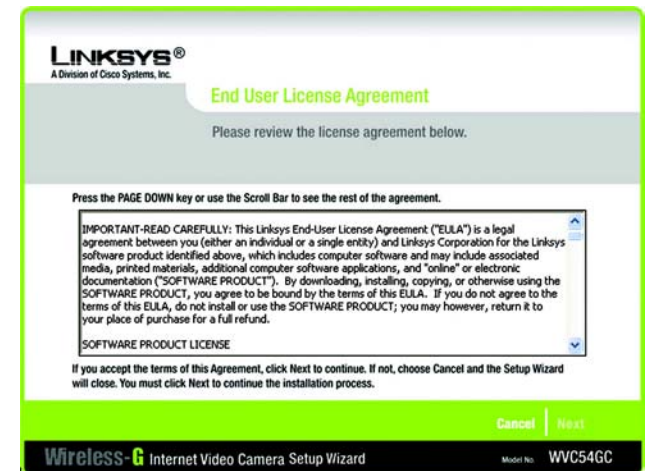 LINKSYS®
A Division of Cisco Systems, Inc.
End User License Agreement
Please review the license agreement below.
Press the PAGE DOWN key or use the Scroll Bar to see the rest of the agreement.
IMPORTANT-READ CAREFULLY: This Linksys End-User License Agreement ("EULA") is a legal
agreement between you (either an individual or a single entity) and Linksys Corporation for the Linksys
software product identified above, which includes computer software and may include associated
media, printed materials, additional computer software applications, and "online" or electronic
documentation ("SOFTWARE PRODUCT"). By downloading, installing, copying, or otherwise using the
SOFTWARE PRODUCT, you agree to be bound by the terms of this EULA. If you do not agree to the
terms of this EULA, do not install or use the SOFTWARE PRODUCT; you may however, return it to
your place of purchase for a full refund.
SOFTWARE PRODUCT LICENSE
If you accept the terms of this Agreement, click Next to continue. If not, choose Cancel and the Setup Wizard
will close. You must click Next to continue the installation process.
Cancel Next
Wireless-G Internet Video Camera Setup Wizard Model No. WVC54GC